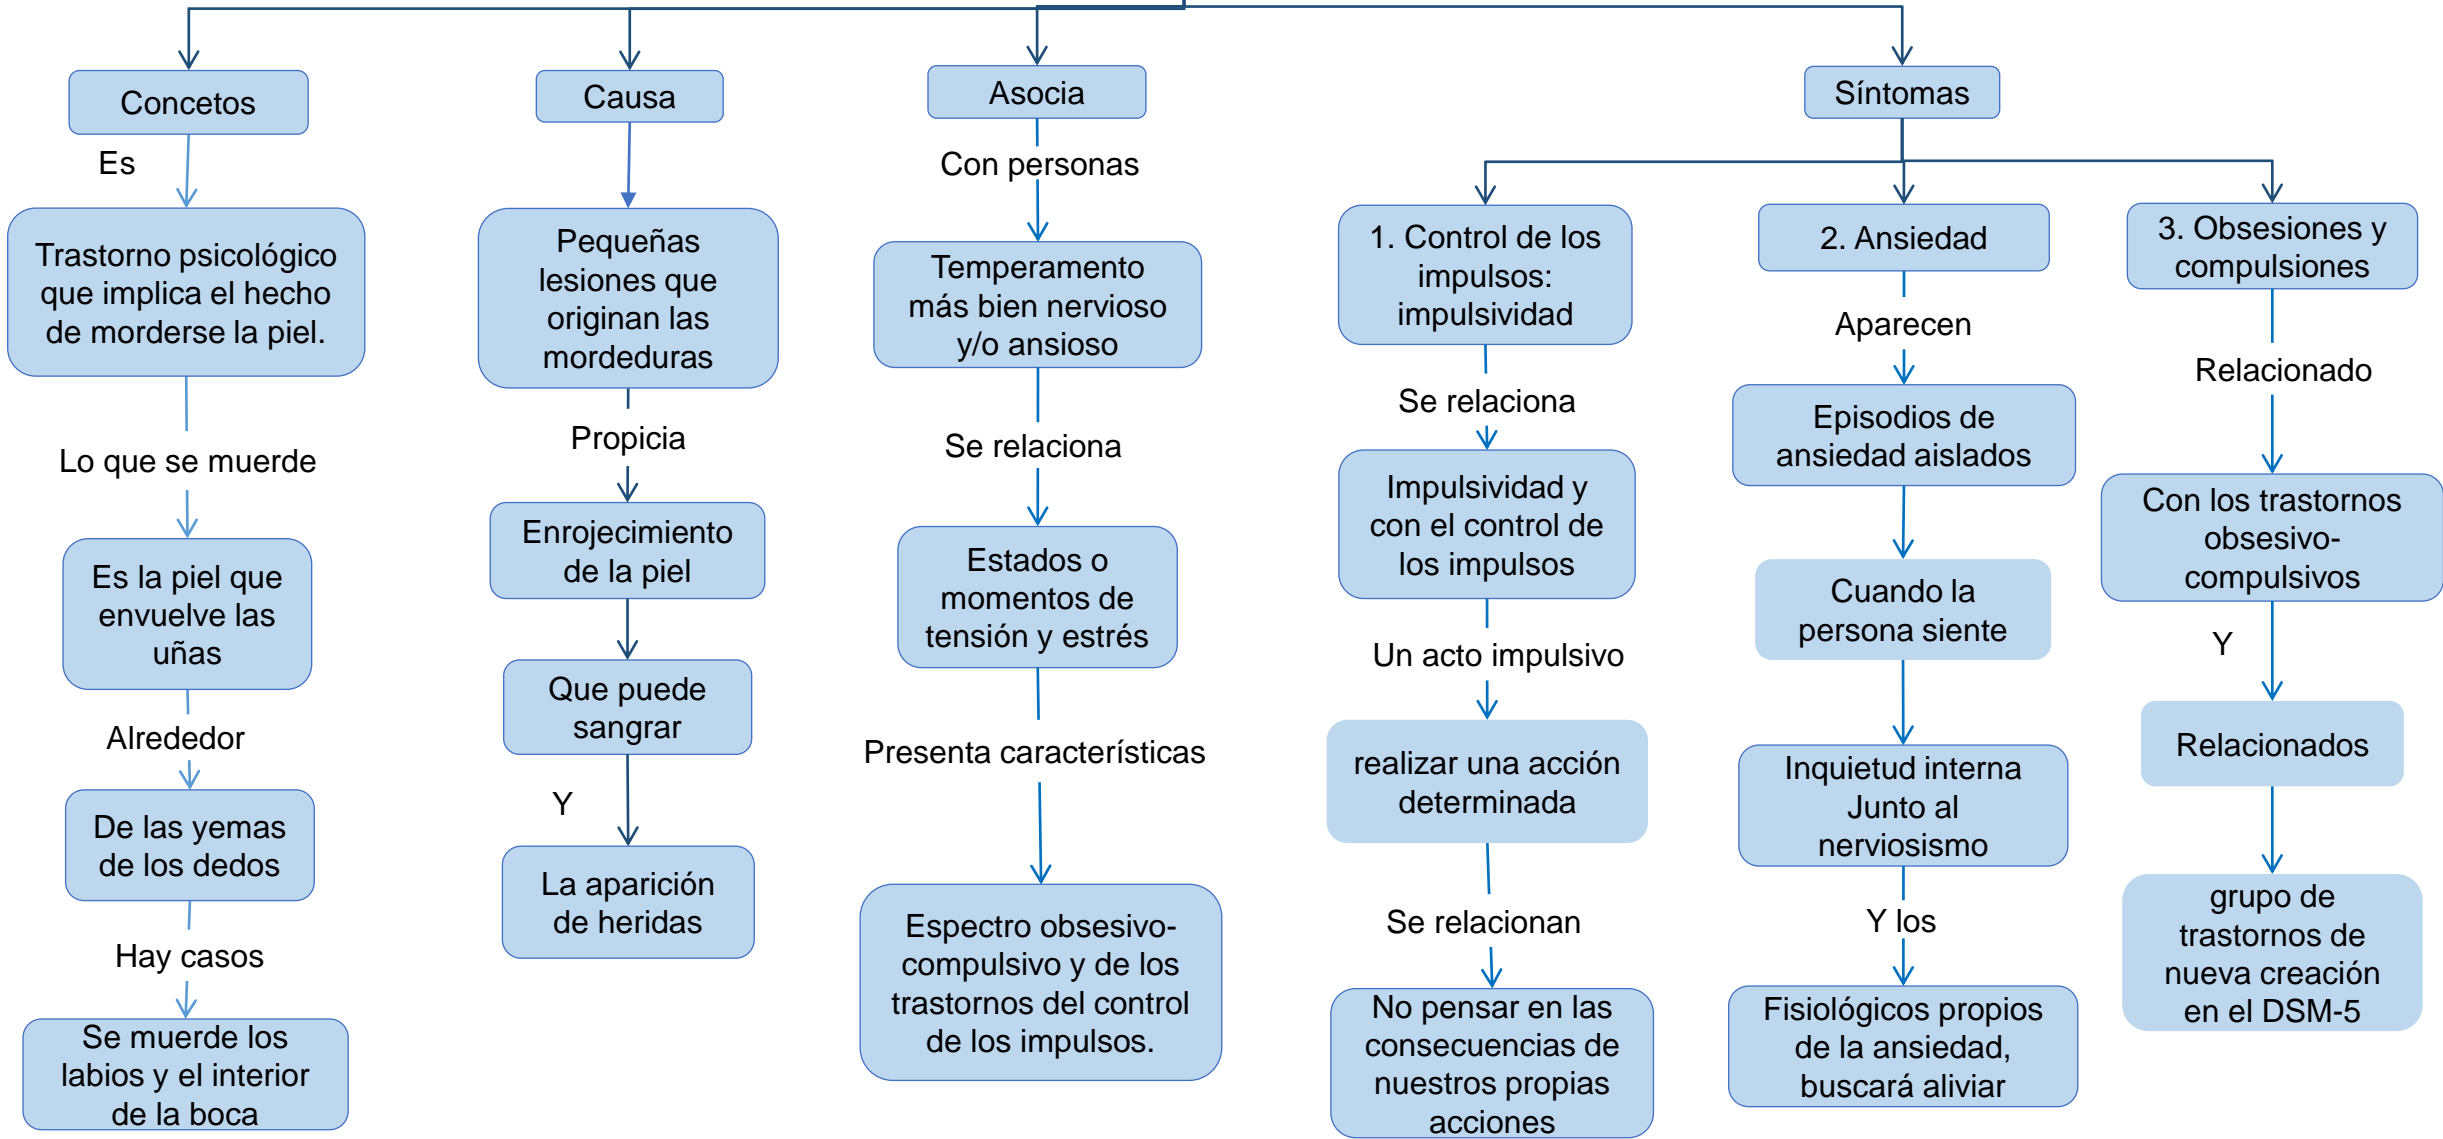 Concetos
Es
Trastorno psicológico
que implica el hecho
de morderse la piel.
Lo que se muerde
Es la piel que
envuelve las
uñas
Alrededor
De las yemas
de los dedos
Hay casos
Se muerde los
labios y el interior
de la boca
Causa
Pequeñas
lesiones que
originan las
mordeduras
Propicia
Enrojecimiento
de la piel
Que puede
sangrar
Y
La aparición
de heridas
Asocia
Con personas
Temperamento
más bien nervioso
y/o ansioso
Se relaciona
Estados o
momentos de
tensión y estrés
Presenta características
Espectro obsesivo-
compulsivo y de los
trastornos del control
de los impulsos.
Síntomas
1. Control de los
impulsos:
impulsividad
Se relaciona
Impulsividad y
con el control de
los impulsos
Un acto impulsivo
realizar una acción
determinada
Se relacionan
No pensar en las
consecuencias de
nuestros propias
acciones
2. Ansiedad
Aparecen
Episodios de
ansiedad aislados
Cuando la
persona siente
Inquietud interna
Junto al
nerviosismo
Y los
Fisiológicos propios
de la ansiedad,
buscará aliviar
3. Obsesiones y
compulsiones
Relacionado
Con los trastornos
obsesivo-
compulsivos
Y
Relacionados
grupo de
trastornos de
nueva creación
en el DSM-5